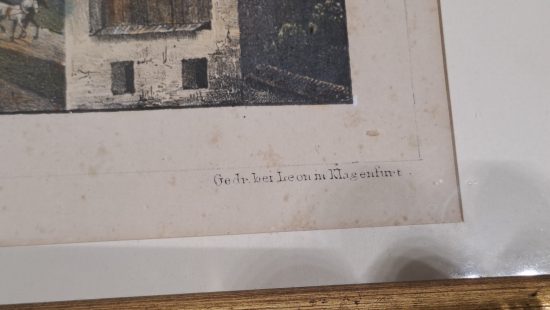 Gedr. bei Leon in Klagenfurt.